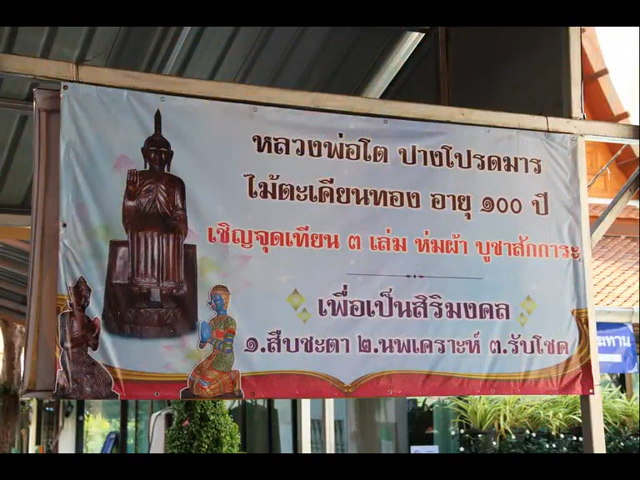 หลวงพ่อโต ปางโปรดมาร
ไม้ตะเคียนทอง อายุ ๑๐๐ ปี
เชิญจุดเทียน ๓ เล่ม ห่มผ้า บูชาสักการะ
เพื่อเป็นสิริมงคล
๑.สืบชะตา ๒.นพเคราะห์ ๓.รับโชค